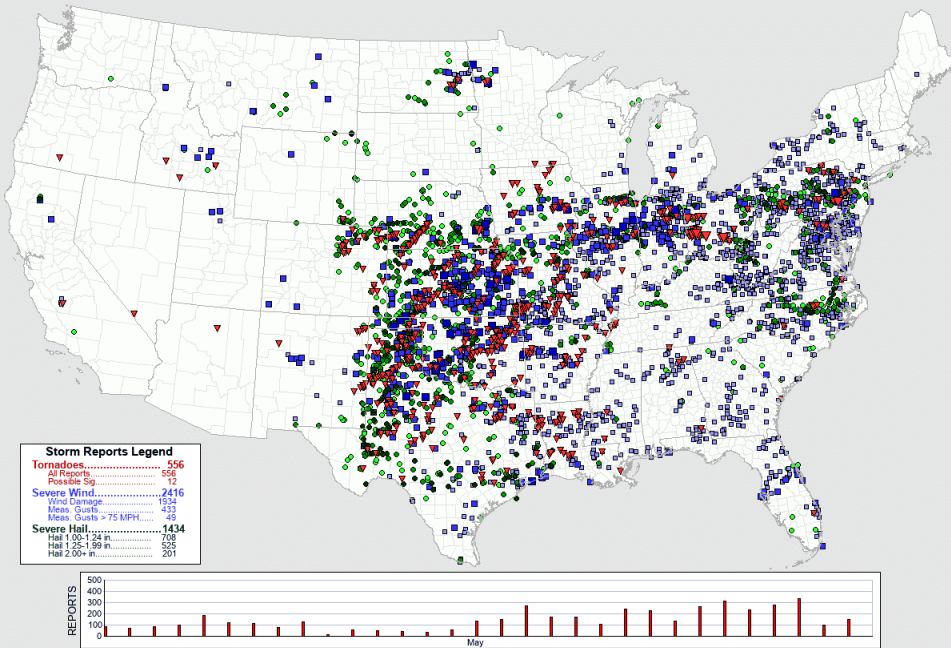 Storm Reports Legend
Tornadoes..........................556
All Reports...........................556
Possible Sig.........................12
Severe Wind.....................2416
Wind Damage....................1934
Meas. Gusts.......................433
Meas. Gusts > 75 MPH......49
Severe Hail.......................1434
Hail 1.00-1.24 in.................708
Hail 1.25-1.99 in.................525
Hail 2.00+ in.......................201
REPORTS
500
400
300
200
100
0
May